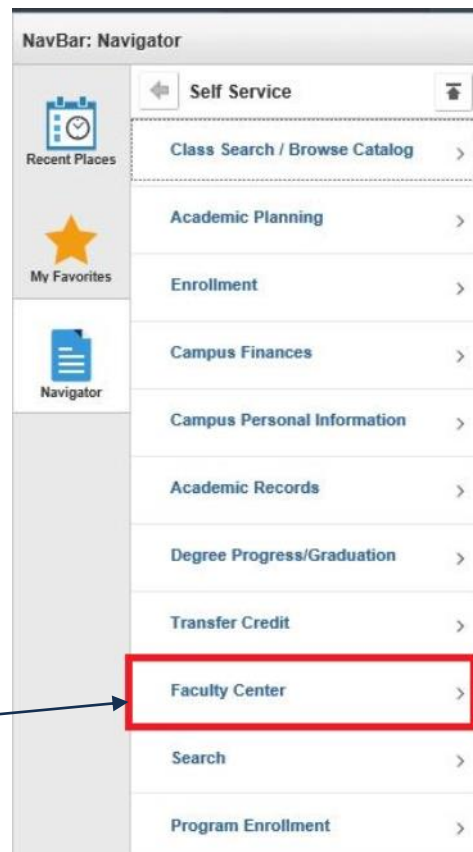 NavBar: Navigator
Recent Places
My Favorites
Navigator
Self Service
Class Search / Browse Catalog
Academic Planning
Enrollment
Campus Finances
Campus Personal Information
Academic Records
Degree Progress/Graduation
Transfer Credit
Faculty Center
Search
Program Enrollment